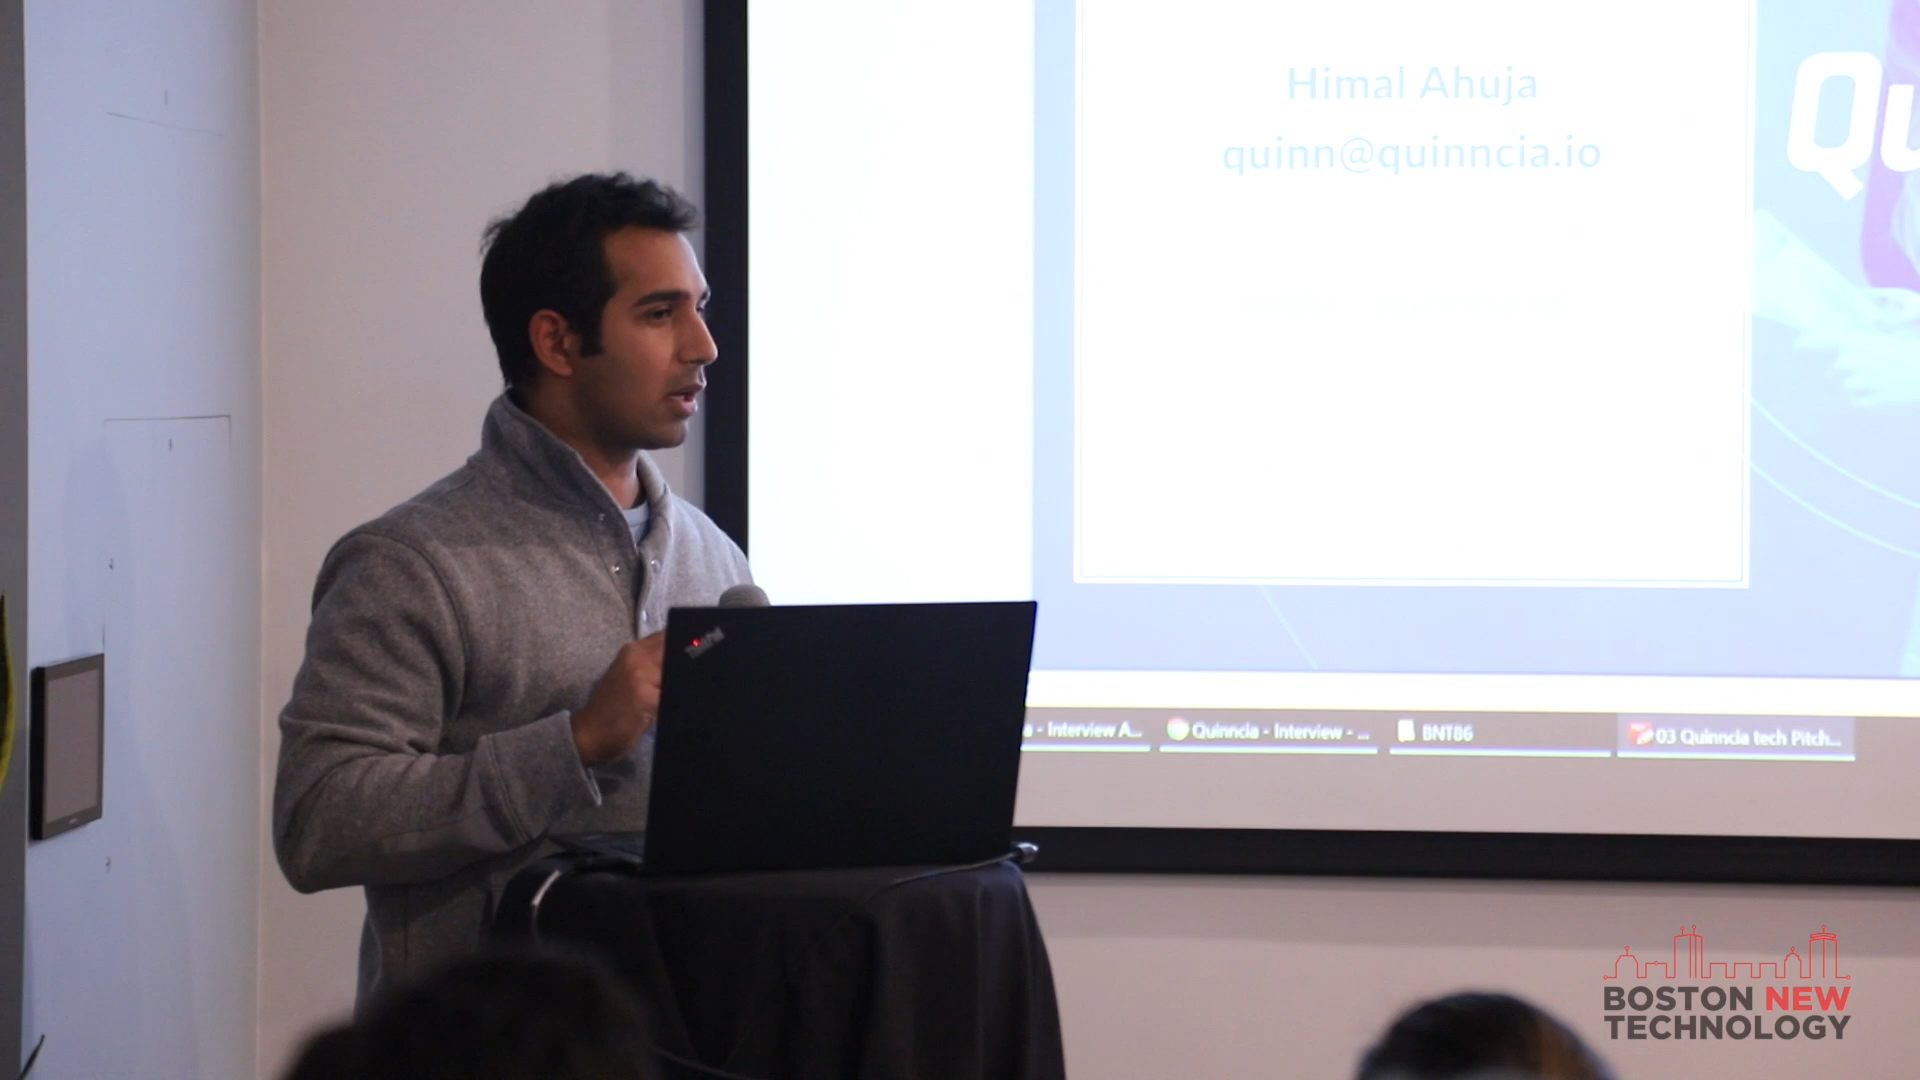 Himal Ahuja
quinn@quinncia.io
Qu
ThinkPad
- Interview A...
Quinncia - Interview - ...
BNT86
03 Quinncia tech Pitch...
BOSTON NEW
TECHNOLOGY